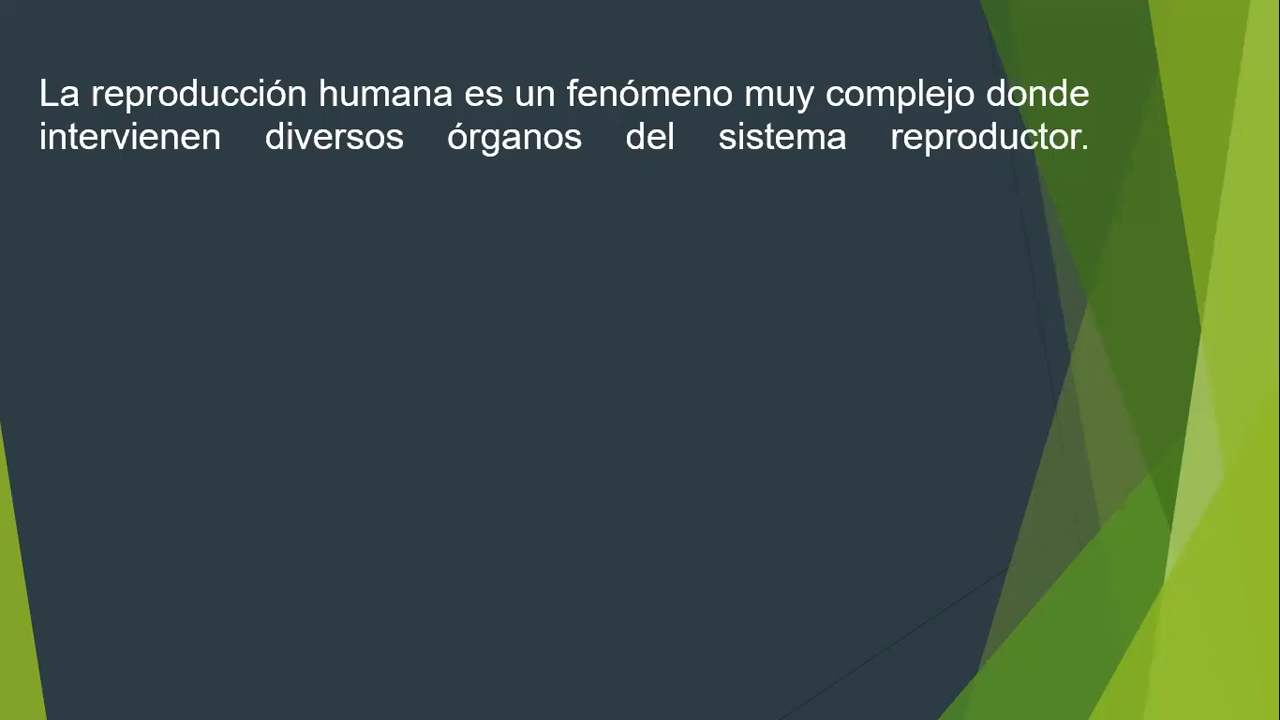 La reproducción humana es un fenómeno muy complejo donde
intervienen diversos órganos del sistema reproductor.